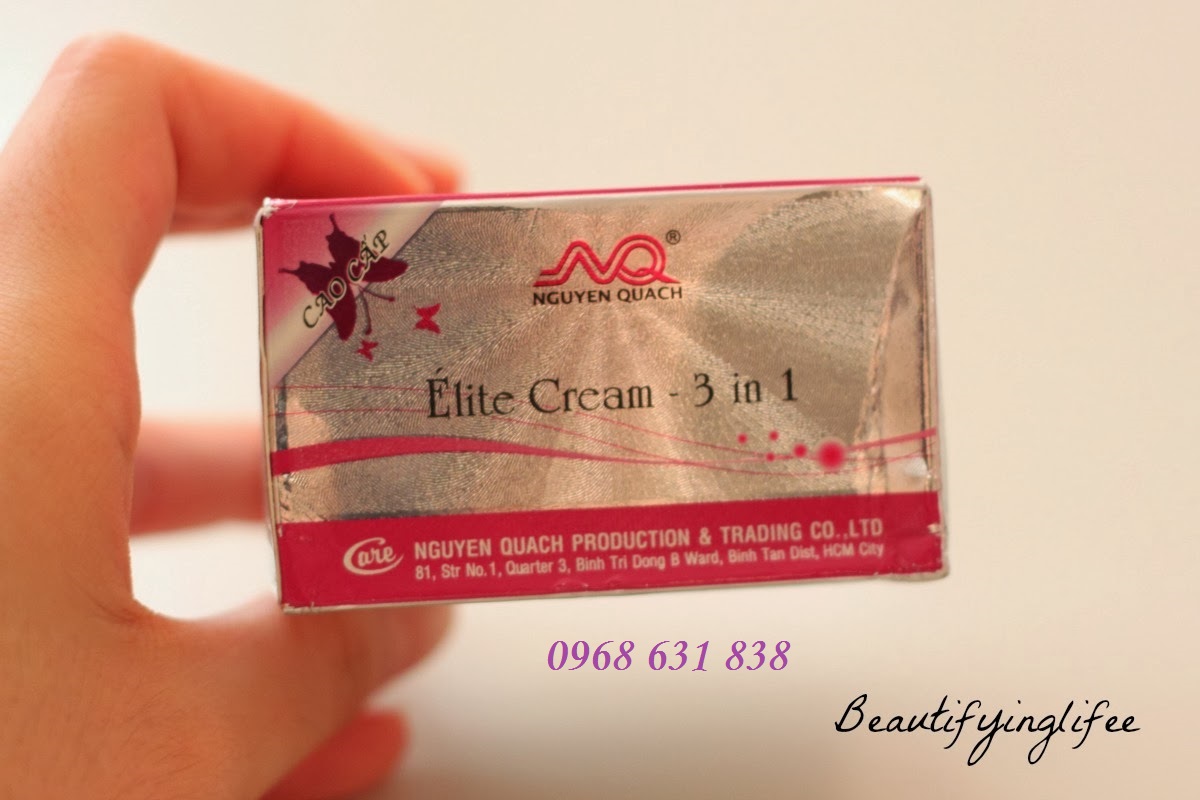 CAO CẤP
NQ®
NGUYEN QUACH
Élite Cream - 3 in 1
Care
NGUYEN QUACH PRODUCTION & TRADING CO.,LTD
81, Str No.1, Quarter 3, Binh Tri Dong B Ward, Binh Tan Dist, HCM City
0968 631 838
Beautifyinglifee